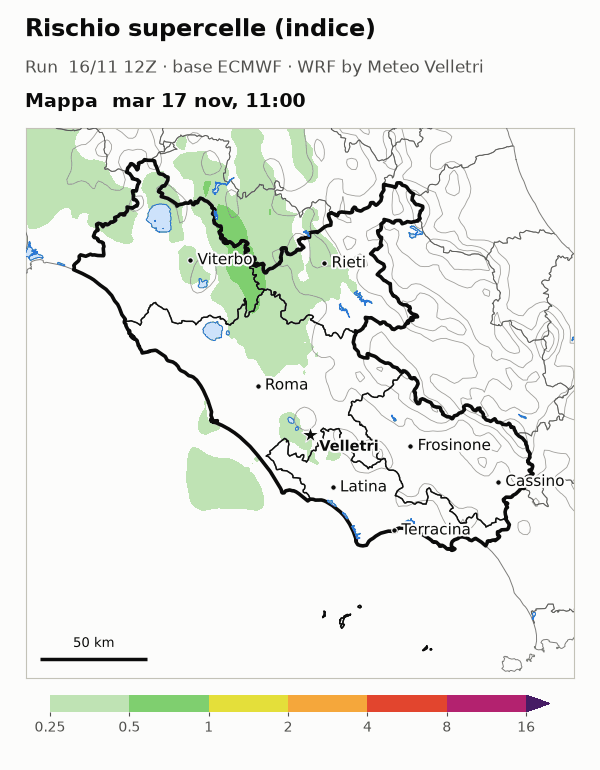 Rischio supercelle (indice)
Run  16/11 12Z · base ECMWF · WRF by Meteo Velletri
Mappa  mar 17 nov, 11:00
Viterbo
Rieti
Roma
Velletri
Frosinone
Cassino
Latina
Terracina
50 km
0.25 0.5 1 2 4 8 16